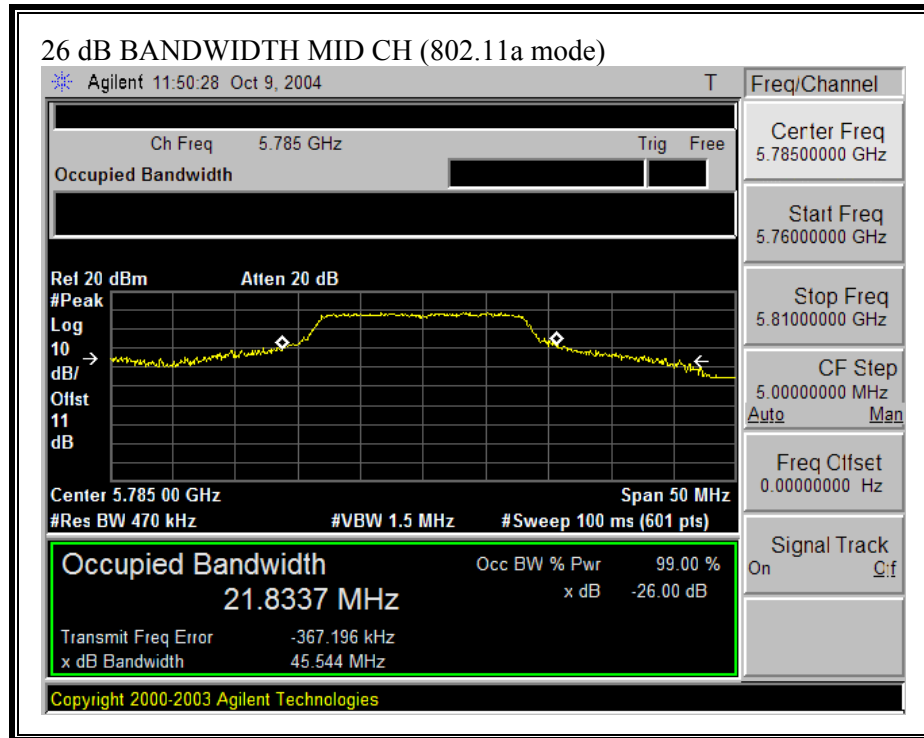 26 dB BANDWIDTH MID CH (802.11a mode)
Agilent 11:50:28 Oct 9, 2004 T
Freq/Channel
Ch Freq 5.785 GHz Trig Free
Occupied Bandwidth
Center Freq
5.78500000 GHz
Start Freq
5.76000000 GHz
Stop Freq
5.81000000 GHz
CF Step
5.00000000 MHz
Auto Man
Freq Offset
0.00000000 Hz
Signal Track
On Off
Ref 20 dBm Atten 20 dB
#Peak
Log
10
dB/
Offst
11
dB
Center 5.785 00 GHz Span 50 MHz
#Res BW 470 kHz #VBW 1.5 MHz #Sweep 100 ms (601 pts)
Occupied Bandwidth
21.8337 MHz
Occ BW % Pwr 99.00 %
x dB -26.00 dB
Transmit Freq Error -367.196 kHz
x dB Bandwidth 45.544 MHz
Copyright 2000-2003 Agilent Technologies